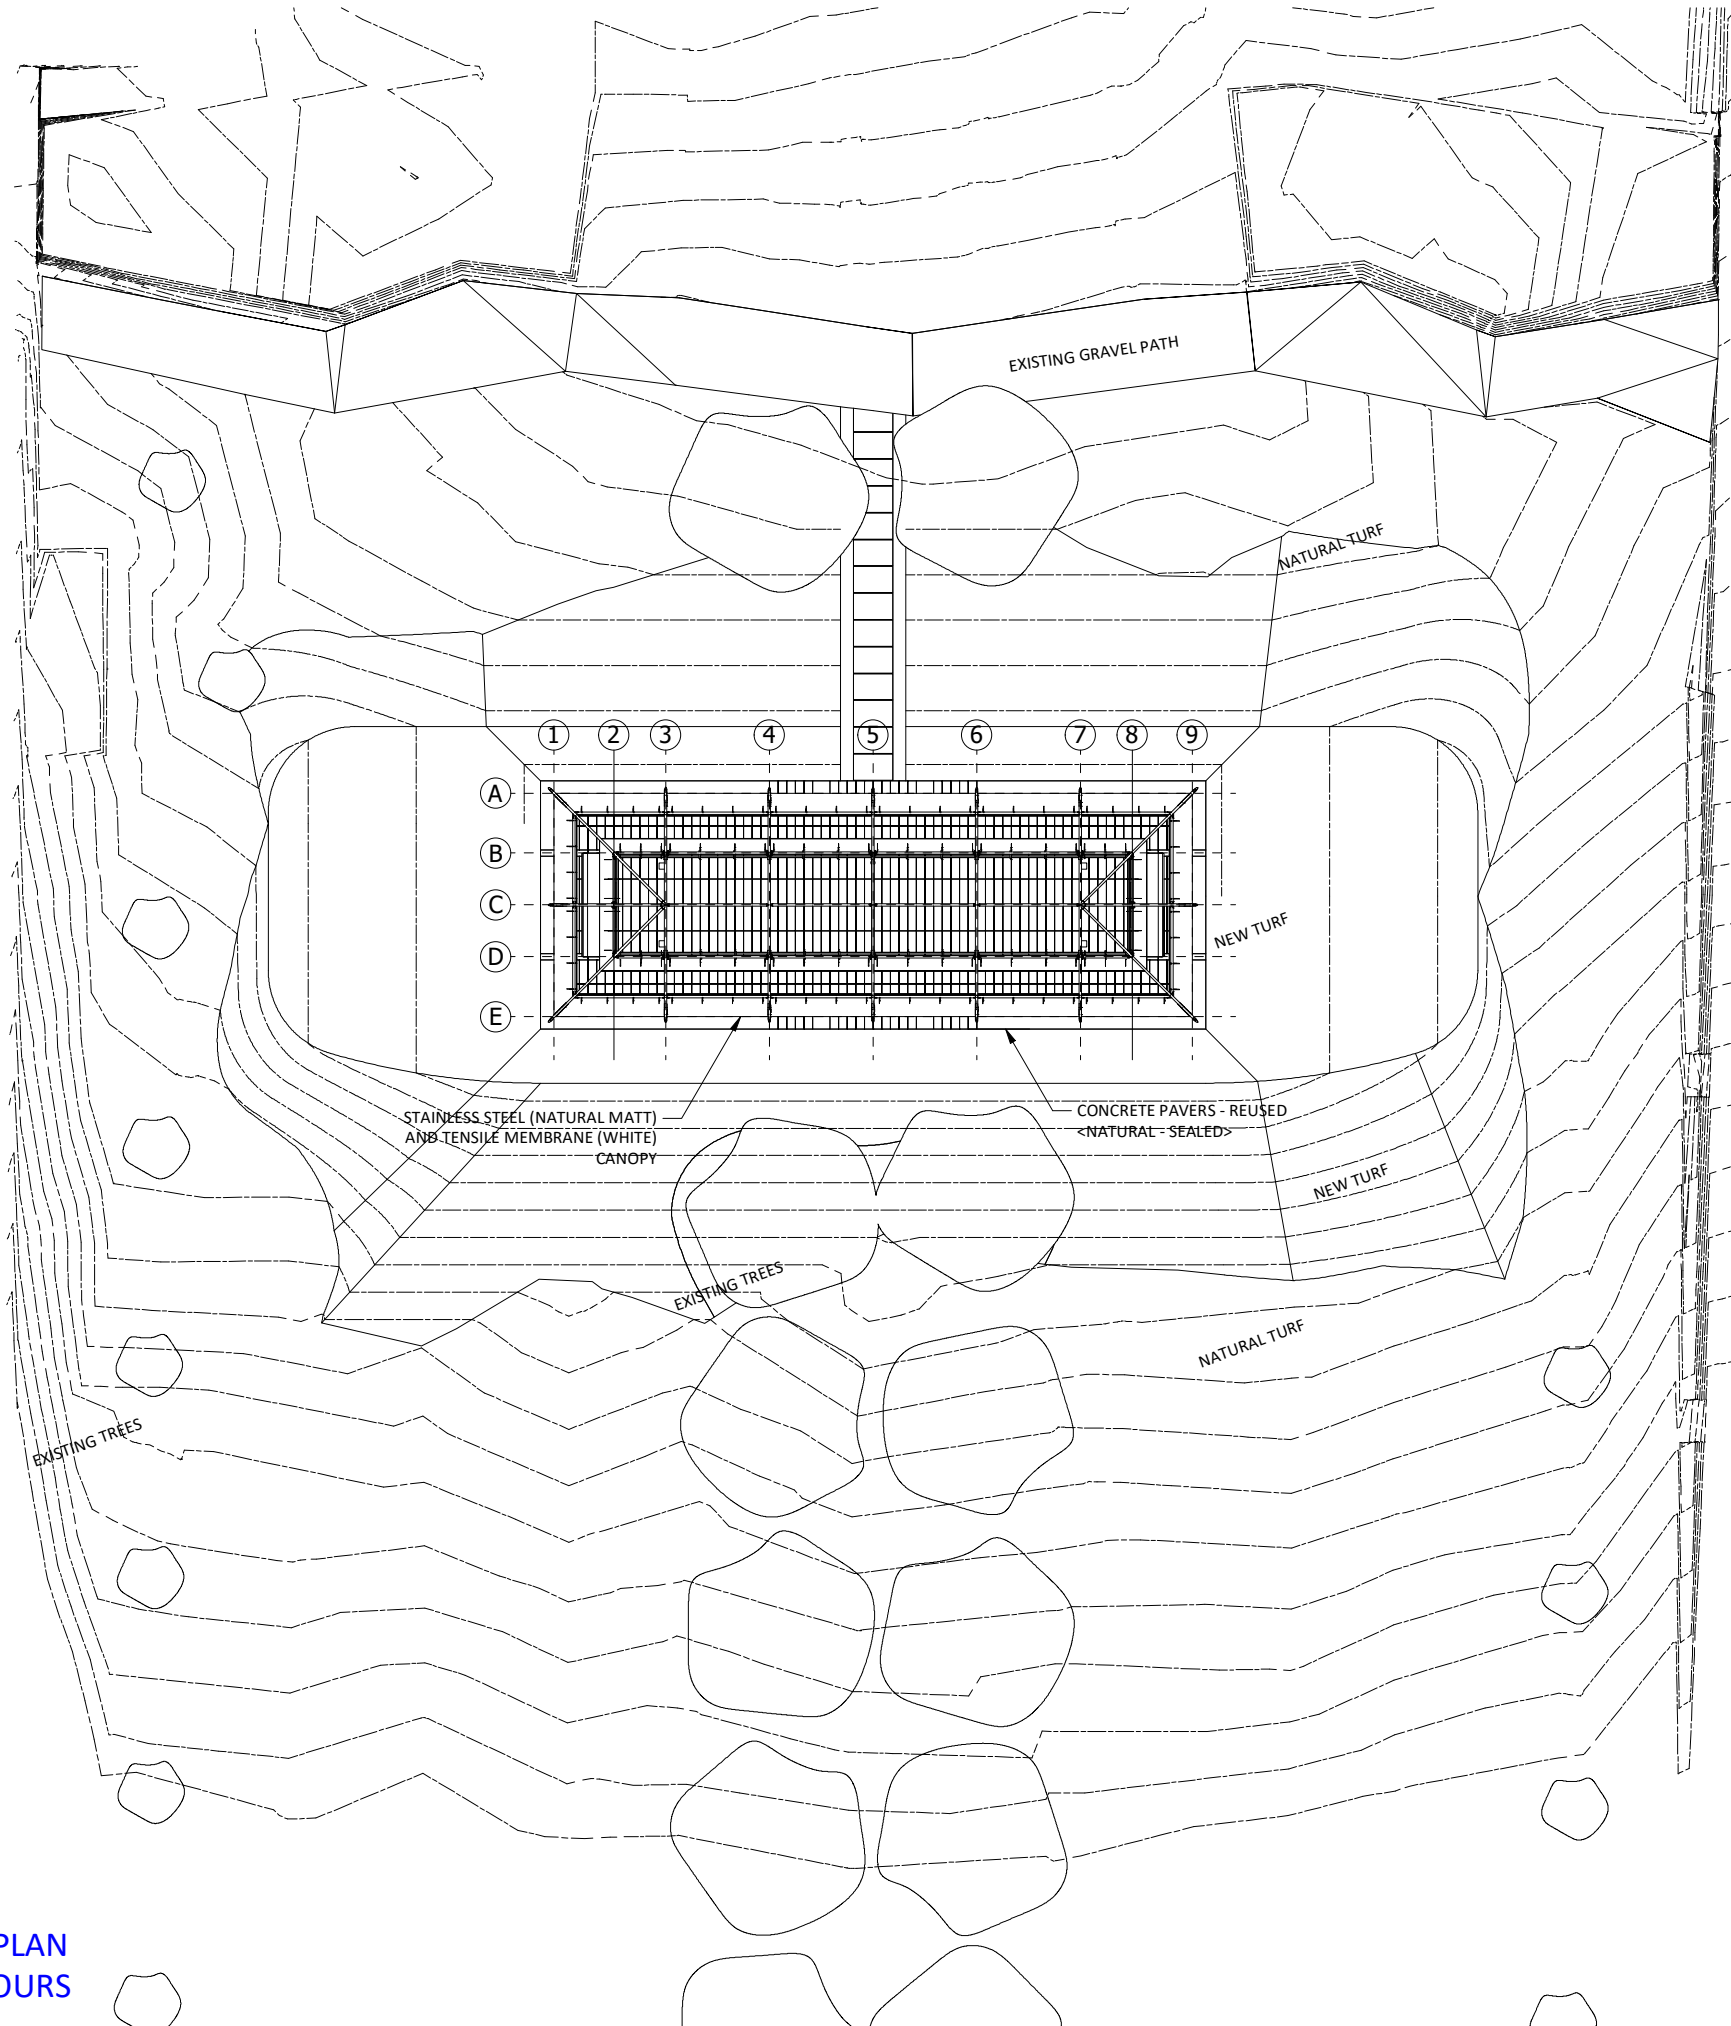 EXISTING GRAVEL PATH
NATURAL TURF
1 2 3 4 5 6 7 8 9
A
B
C
D
E
NEW TURF
STAINLESS STEEL (NATURAL MATT)
AND TENSILE MEMBRANE (WHITE)
CANOPY
CONCRETE PAVERS - REUSED
<NATURAL - SEALED>
NEW TURF
EXISTING TREES
NATURAL TURF
EXISTING TREES
PLAN
OURS